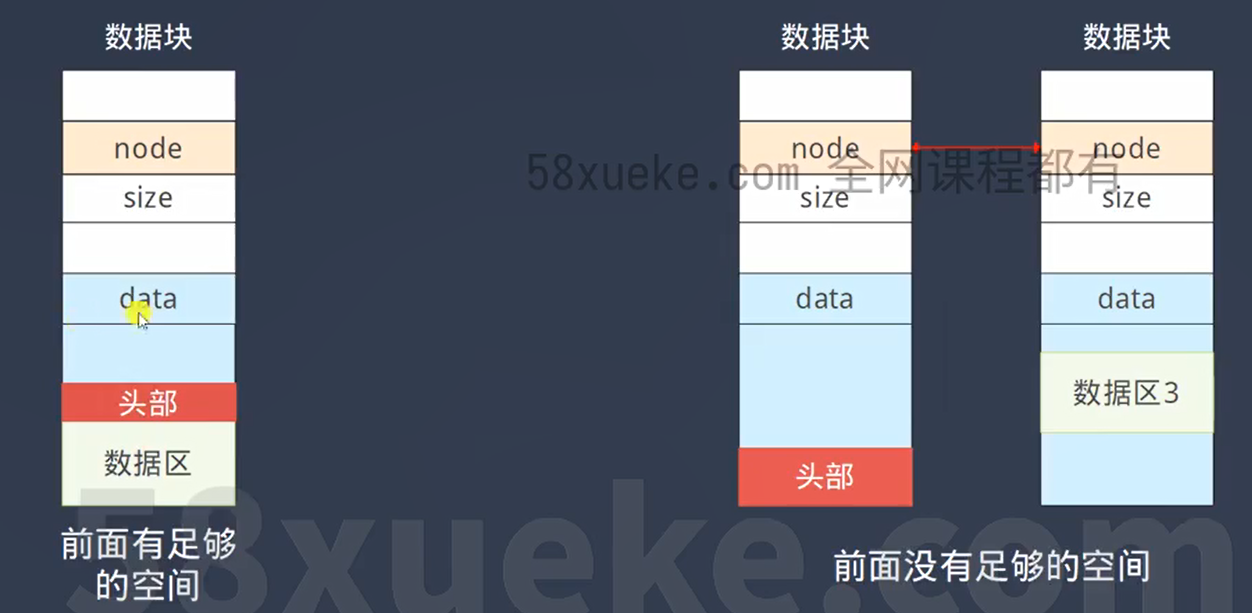 数据块
数据块
数据块
node
node
node
58xueke.com 全网课程都有
size
size
size
data
data
data
数据区3
头部
数据区
头部
58xueke.com
前面有足够
的空间
前面没有足够的空间